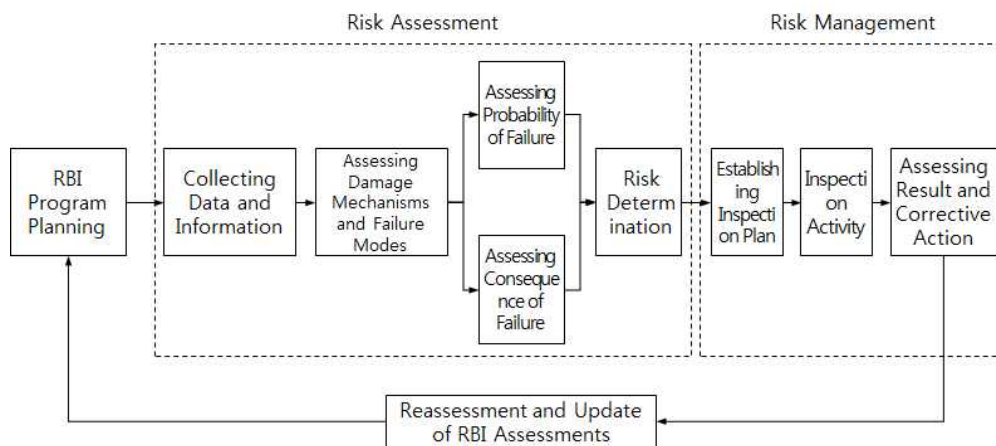 Risk Assessment
Risk Management
RBI
Program
Planning
Collecting
Data and
Information
Assessing
Damage
Mechanisms
and Failure
Modes
Assessing
Probability
of Failure
Assessing
Conseque
nce of
Failure
Risk
Determ
ination
Establish
ing
Inspecti
on Plan
Inspecti
on
Activity
Assessing
Result and
Corrective
Action
Reassessment and Update
of RBI Assessments